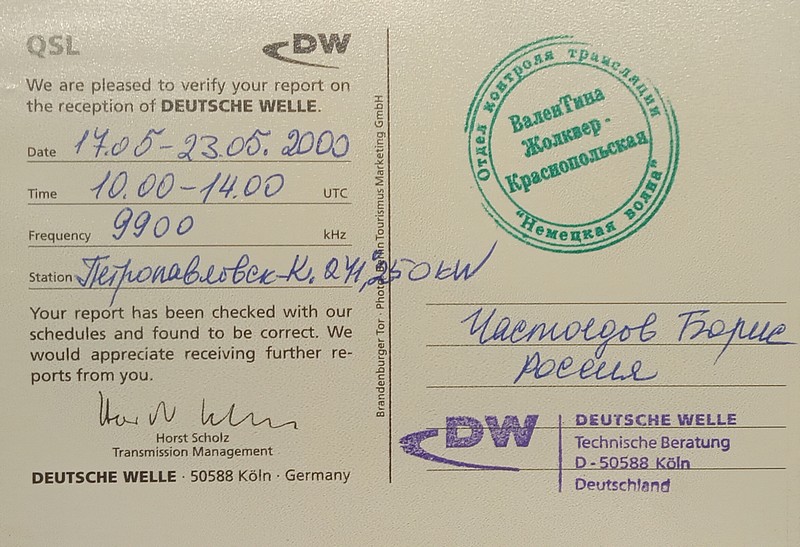 QSL
DW
We are pleased to verify your report on
the reception of DEUTSCHE WELLE.
Date 17.05-23.05.2000
Time 10.00-14.00 UTC
Frequency 9900 kHz
Station Петропавловск-К. 241°, 250kW
Your report has been checked with our
schedules and found to be correct. We
would appreciate receiving further re-
ports from you.
Horst Scholz
Transmission Management
DEUTSCHE WELLE · 50588 Köln · Germany
Brandenburger Tor · Photo: Berlin Tourismus Marketing GmbH
Отдел контроля трансляции
ВаленТина
Жолквер -
Краснопольская
"Немецкая волна"
Частоедов Борис
Россия
DW
DEUTSCHE WELLE
Technische Beratung
D-50588 Köln
Deutschland